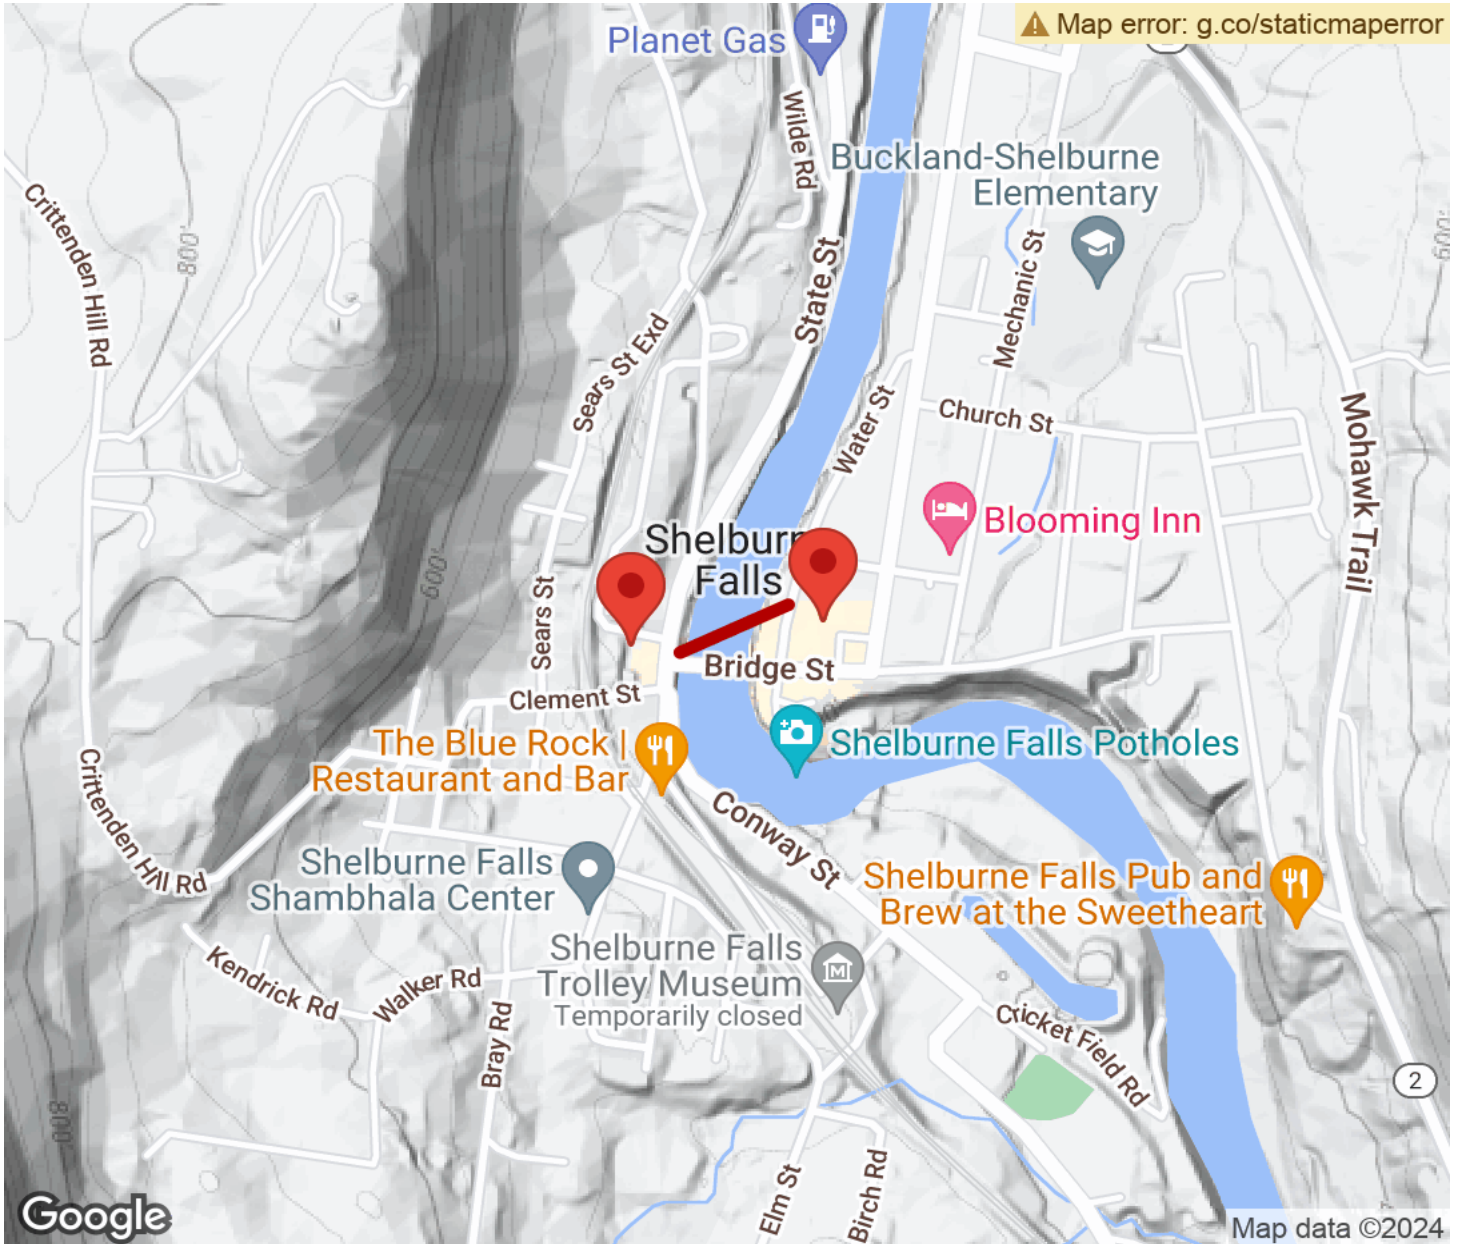 Map error: g.co/staticmaperror
Planet Gas
Wilde Rd
Buckland-Shelburne
Elementary
Crittenden Hill Rd
800'
600'
State St
Mechanic St
Sears St Exd
Water St
Church St
Mohawk Trail
Blooming Inn
Shelburn
Falls
600'
Sears St
Bridge St
Clement St
The Blue Rock |
Restaurant and Bar
Shelburne Falls Potholes
Crittenden Hill Rd
Conway St
Shelburne Falls
Shambhala Center
Shelburne Falls Pub and
Brew at the Sweetheart
Shelburne Falls
Trolley Museum
Temporarily closed
Kendrick Rd
Walker Rd
Bray Rd
Cricket Field Rd
2
800
Elm St
Birch Rd
Google
Map data ©2024